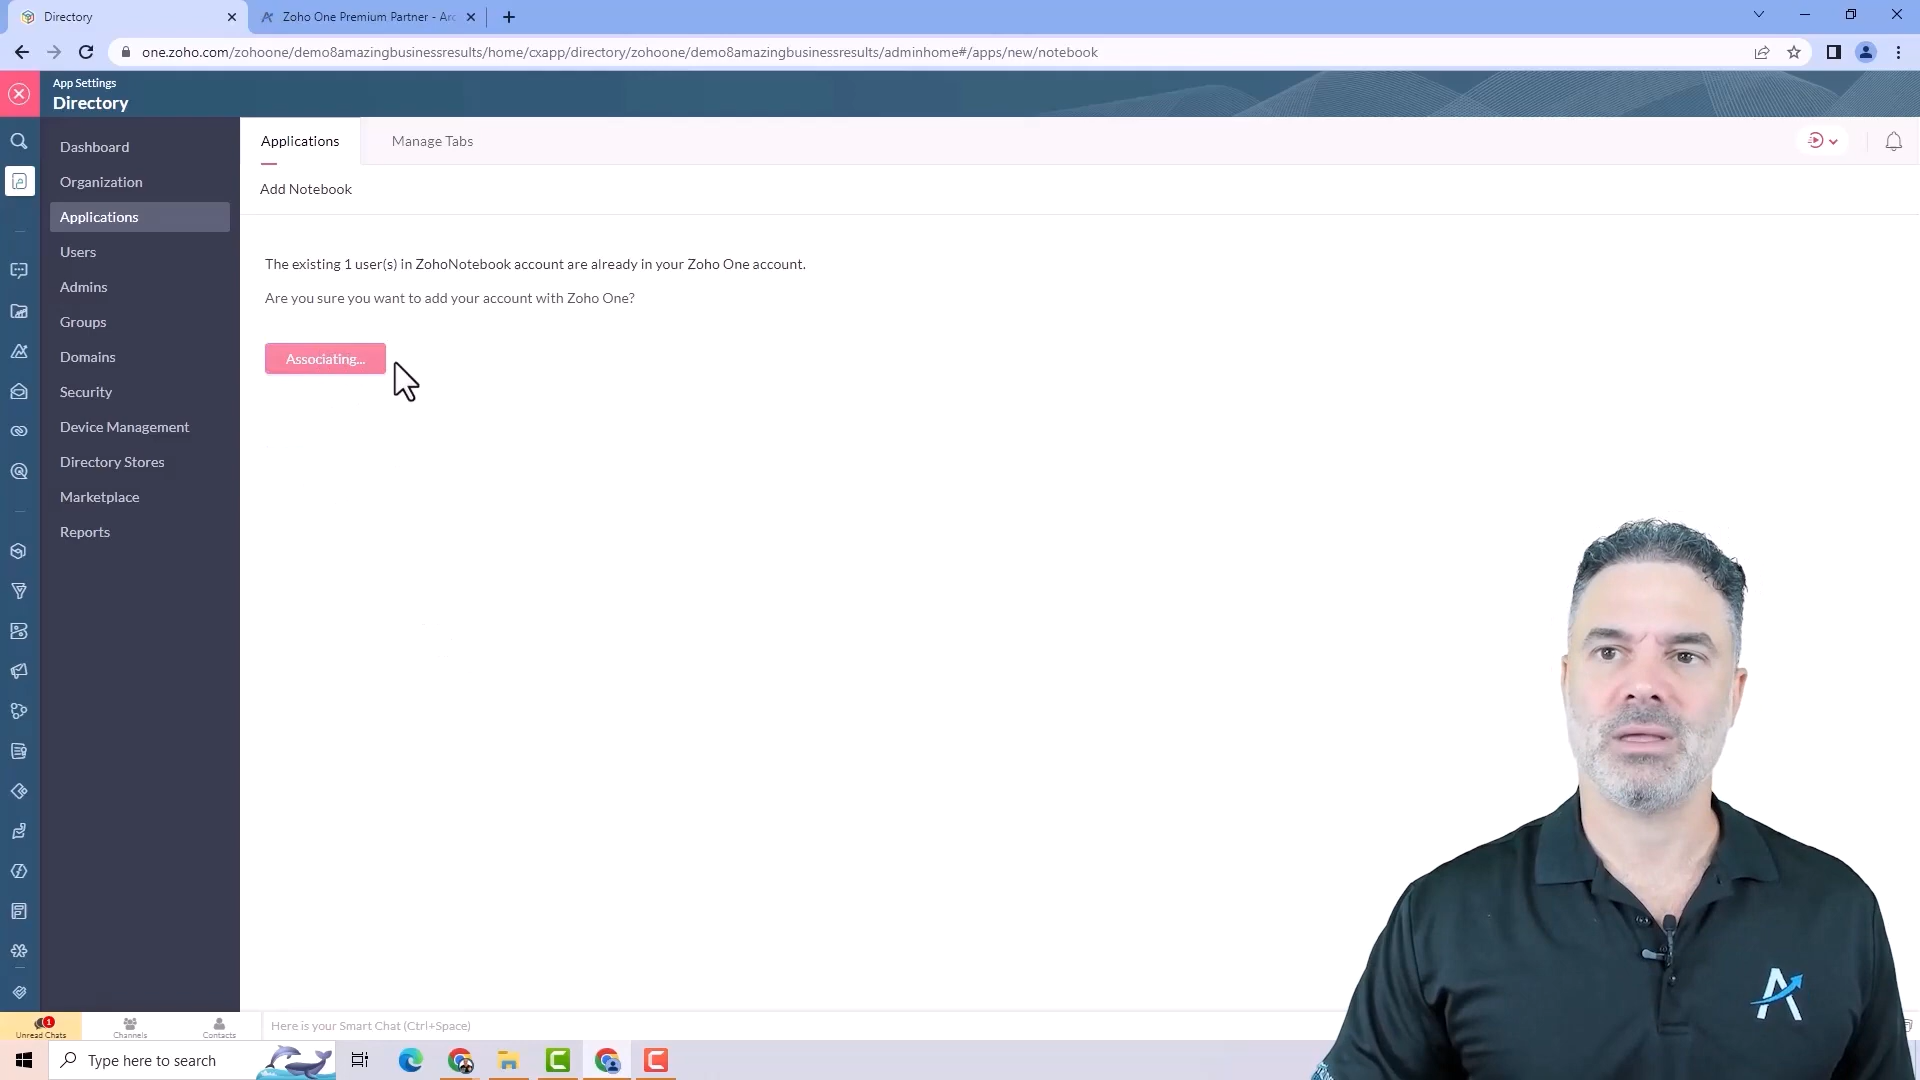 Directory
Zoho One Premium Partner - Arc
one.zoho.com/zohoone/demo8amazingbusinessresults/home/cxapp/directory/zohoone/demo8amazingbusinessresults/adminhome#/apps/new/notebook
App Settings
Directory
Dashboard
Organization
Applications
Users
Admins
Groups
Domains
Security
Device Management
Directory Stores
Marketplace
Reports
Applications
Manage Tabs
Add Notebook
The existing 1 user(s) in ZohoNotebook account are already in your Zoho One account.
Are you sure you want to add your account with Zoho One?
Associating...
1
Unread Chats
Channels
Contacts
Here is your Smart Chat (Ctrl+Space)
Type here to search